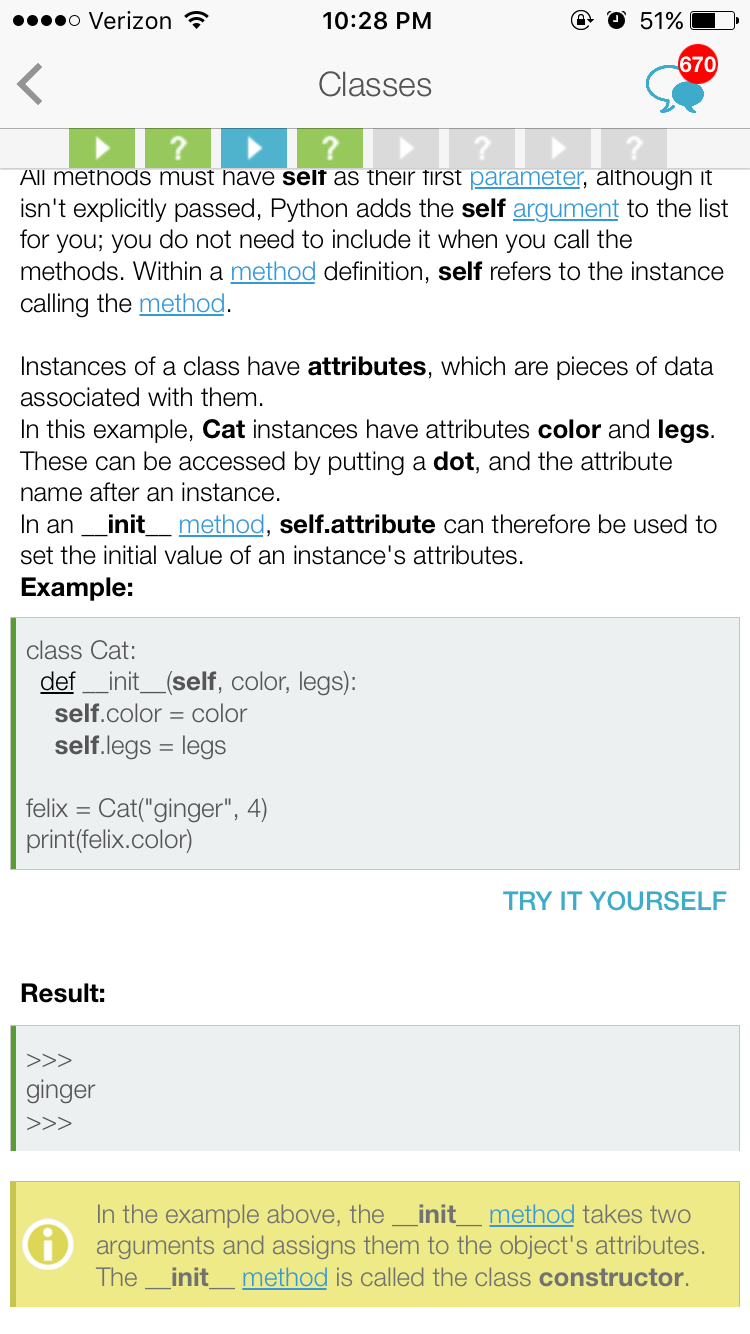 Verizon 10:28 PM 51%
Classes 670
? ? ? ?
All methods must have self as their first parameter, although it
isn't explicitly passed, Python adds the self argument to the list
for you; you do not need to include it when you call the
methods. Within a method definition, self refers to the instance
calling the method.
Instances of a class have attributes, which are pieces of data
associated with them.
In this example, Cat instances have attributes color and legs.
These can be accessed by putting a dot, and the attribute
name after an instance.
In an __init__ method, self.attribute can therefore be used to
set the initial value of an instance's attributes.
Example:
class Cat:
def __init__(self, color, legs):
self.color = color
self.legs = legs
felix = Cat("ginger", 4)
print(felix.color)
TRY IT YOURSELF
Result:
>>>
ginger
>>>
In the example above, the __init__ method takes two
arguments and assigns them to the object's attributes.
The __init__ method is called the class constructor.